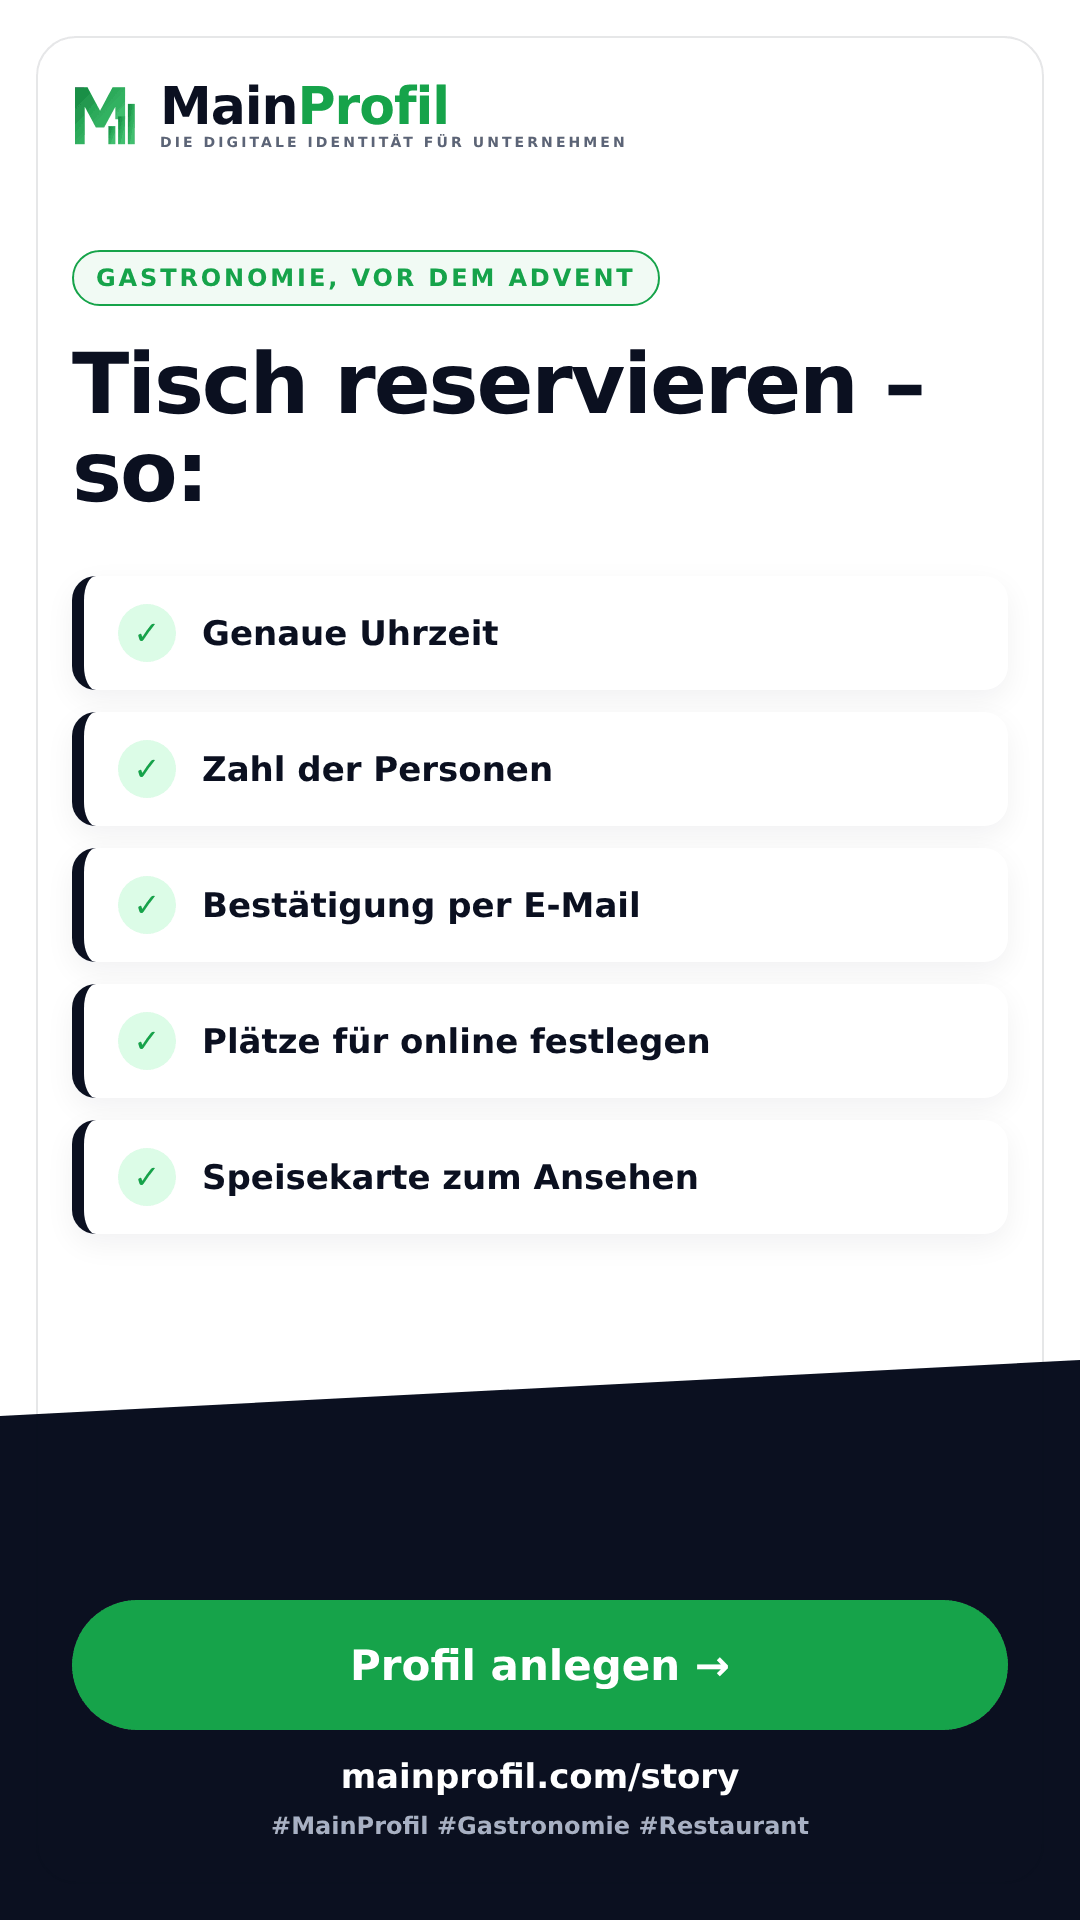 MainProfil
DIE DIGITALE IDENTITÄT FÜR UNTERNEHMEN
GASTRONOMIE, VOR DEM ADVENT
Tisch reservieren –
so:
✓ Genaue Uhrzeit
✓ Zahl der Personen
✓ Bestätigung per E-Mail
✓ Plätze für online festlegen
✓ Speisekarte zum Ansehen
Profil anlegen →
mainprofil.com/story
#MainProfil #Gastronomie #Restaurant